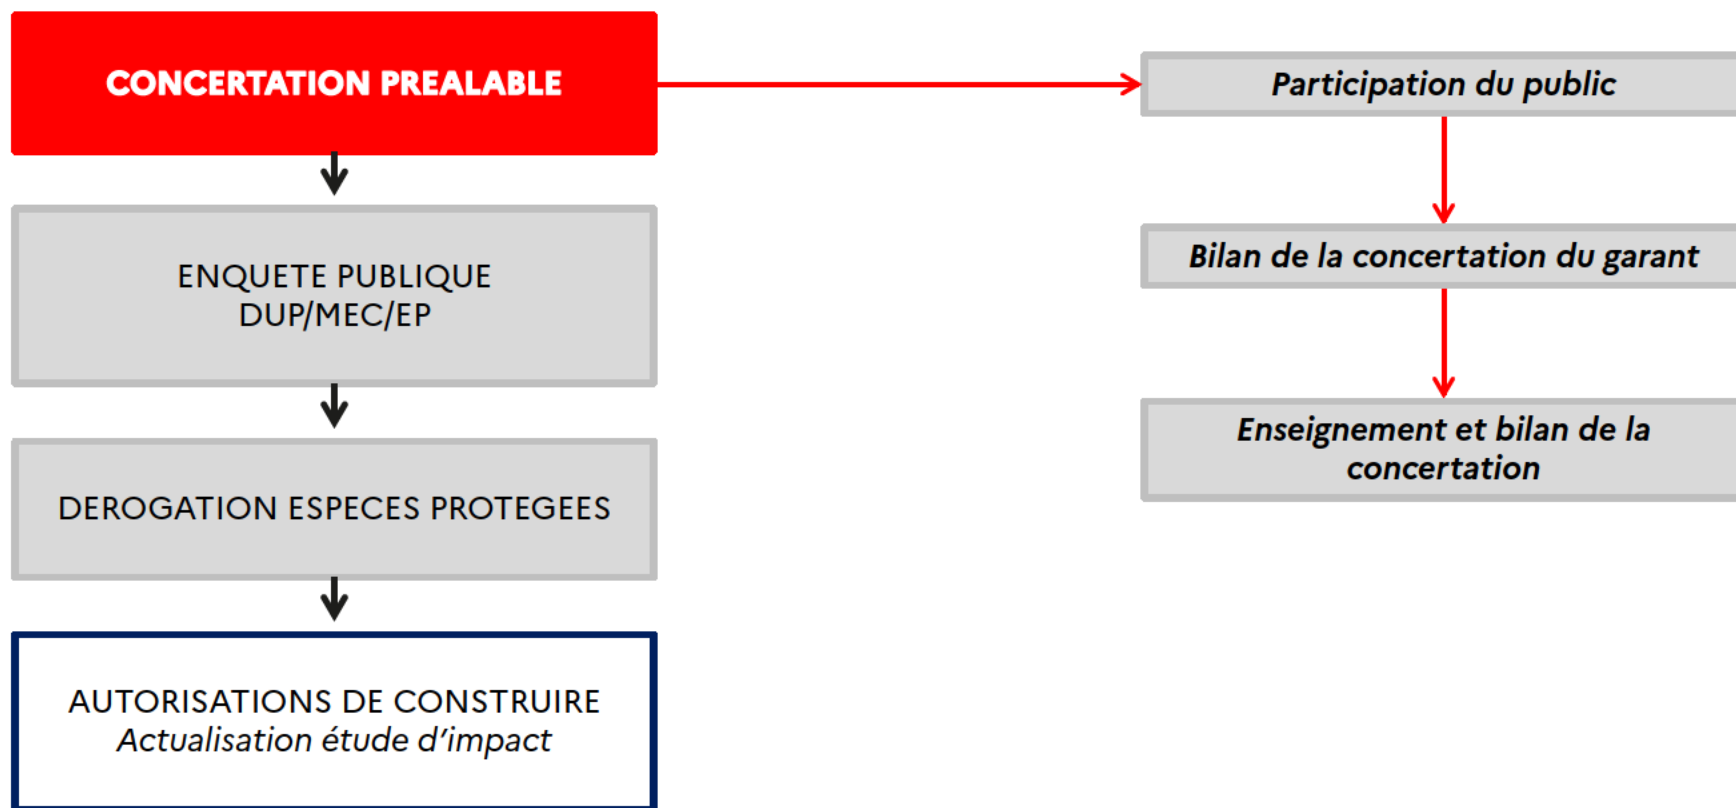 CONCERTATION PREALABLE
ENQUETE PUBLIQUE
DUP/MEC/EP
DEROGATION ESPECES PROTEGEES
AUTORISATIONS DE CONSTRUIRE
Actualisation étude d'impact
Participation du public
Bilan de la concertation du garant
Enseignement et bilan de la
concertation